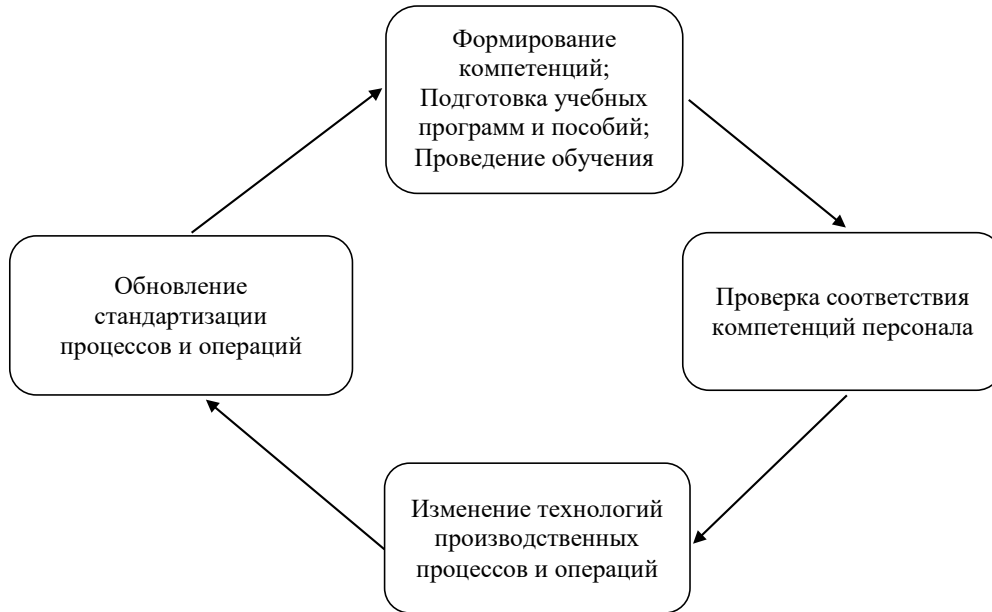 Формирование
компетенций;
Подготовка учебных
программ и пособий;
Проведение обучения
Обновление
стандартизации
процессов и операций
Проверка соответствия
компетенций персонала
Изменение технологий
производственных
процессов и операций